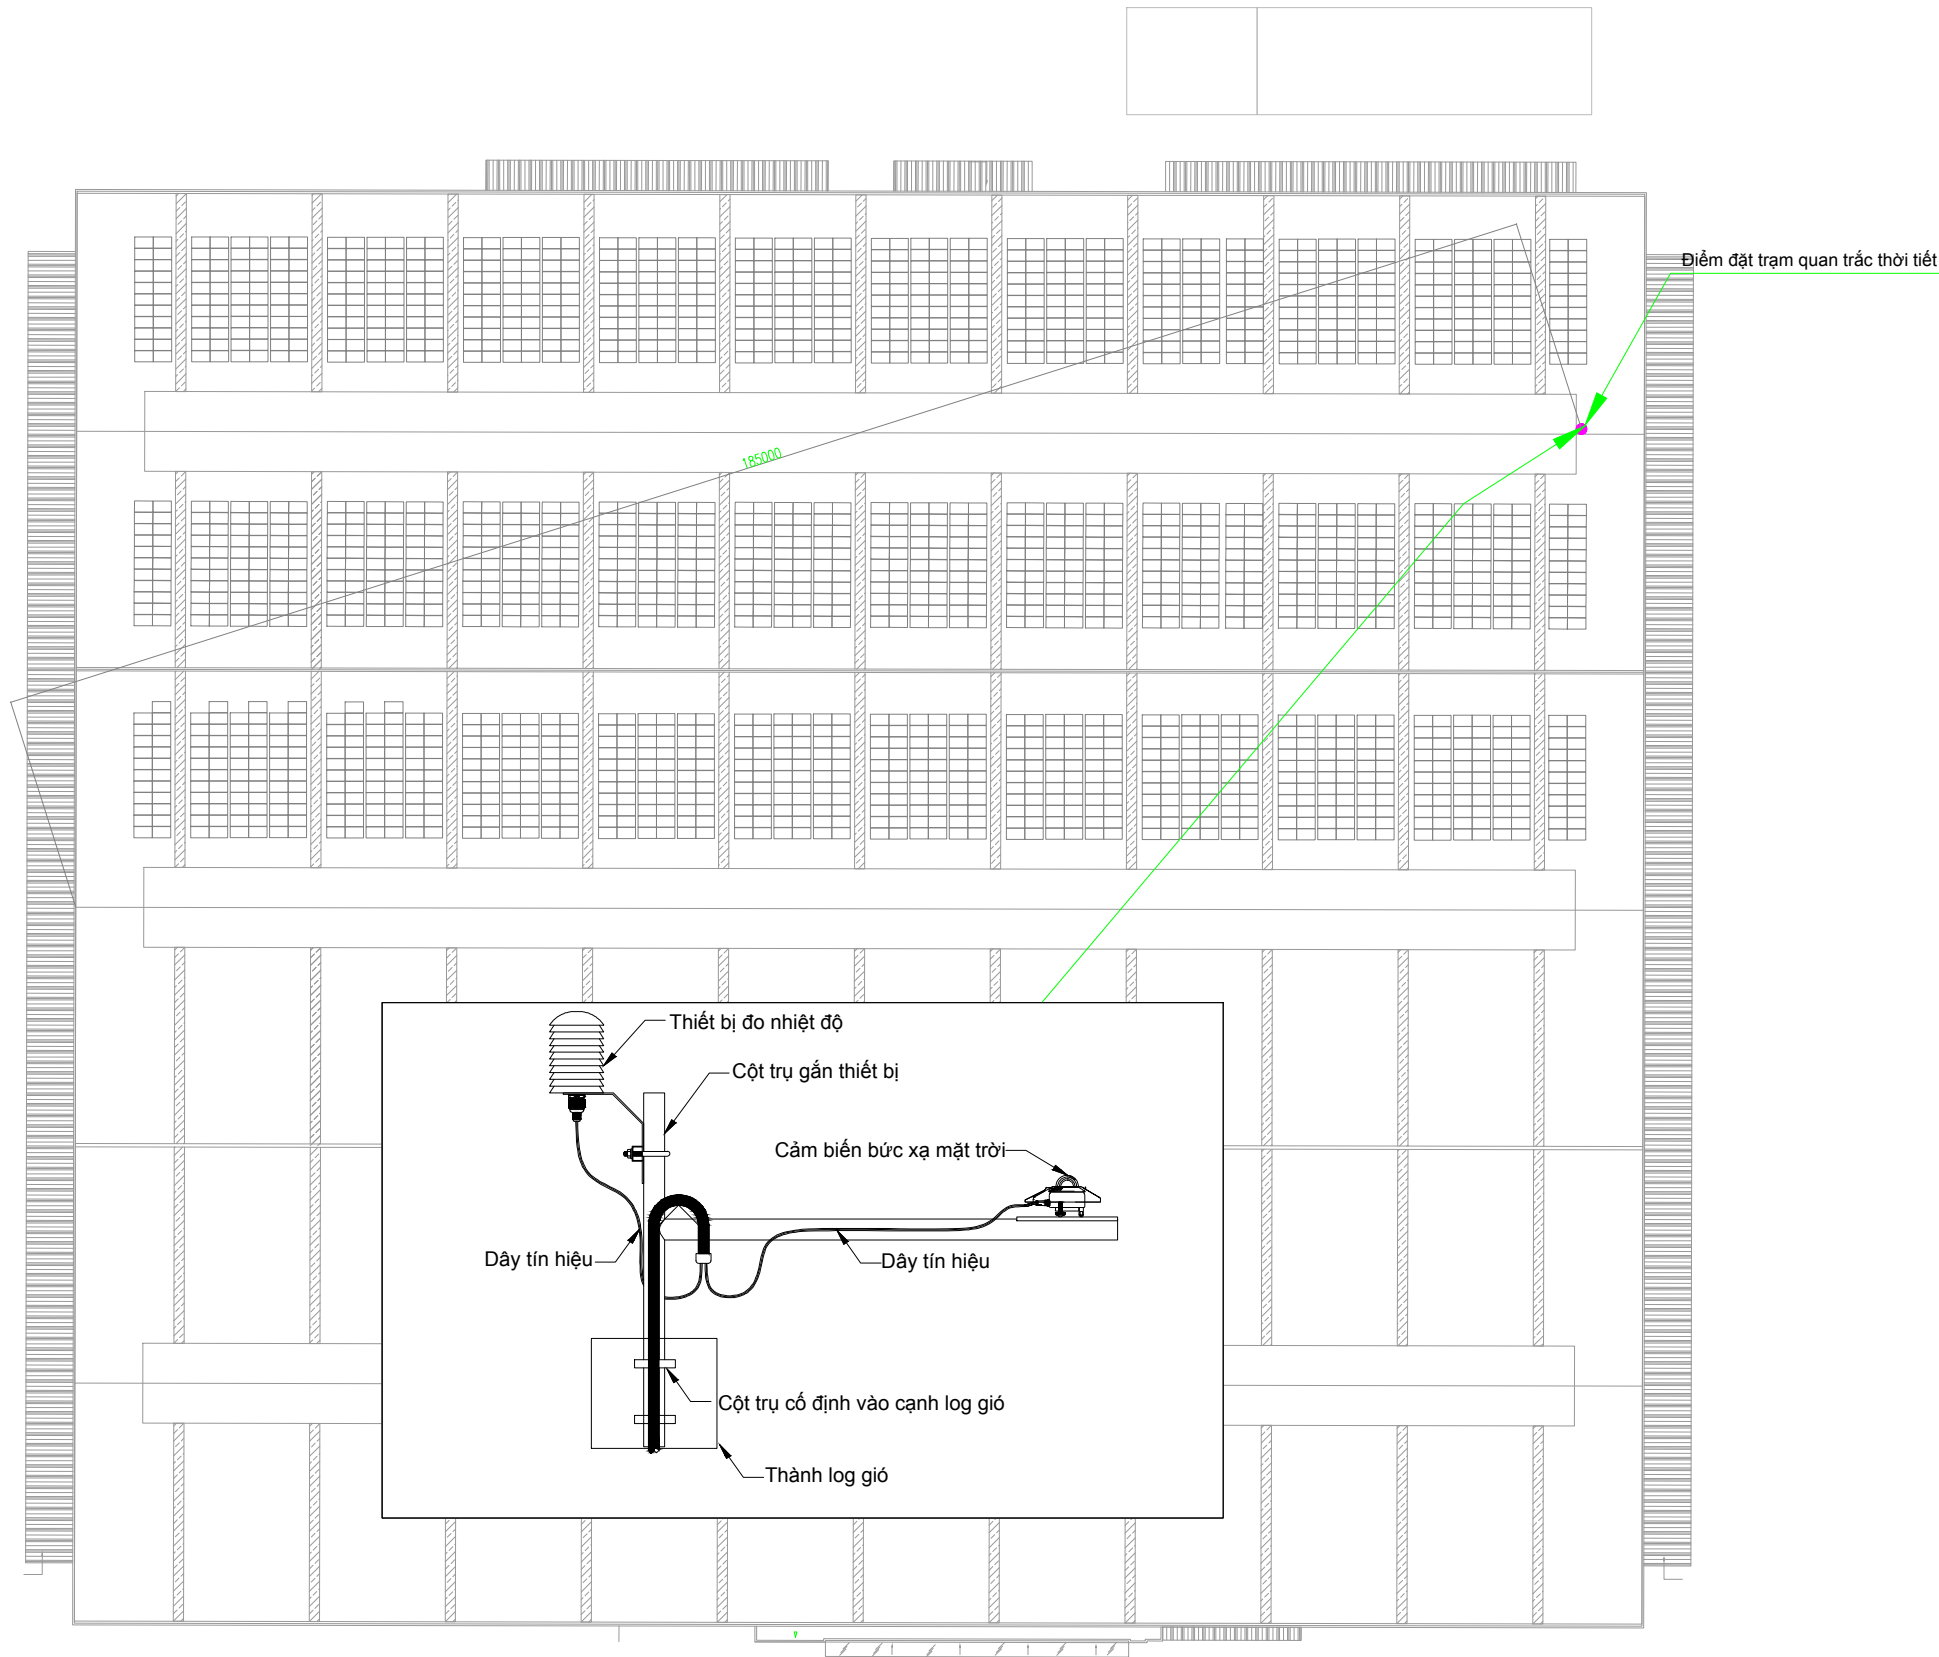 Điểm đặt trạm quan trắc thời tiết
185000
Thiết bị đo nhiệt độ
Cột trụ gắn thiết bị
Cảm biến bức xạ mặt trời
Dây tín hiệu
Dây tín hiệu
Cột trụ cố định vào cạnh log gió
Thành log gió